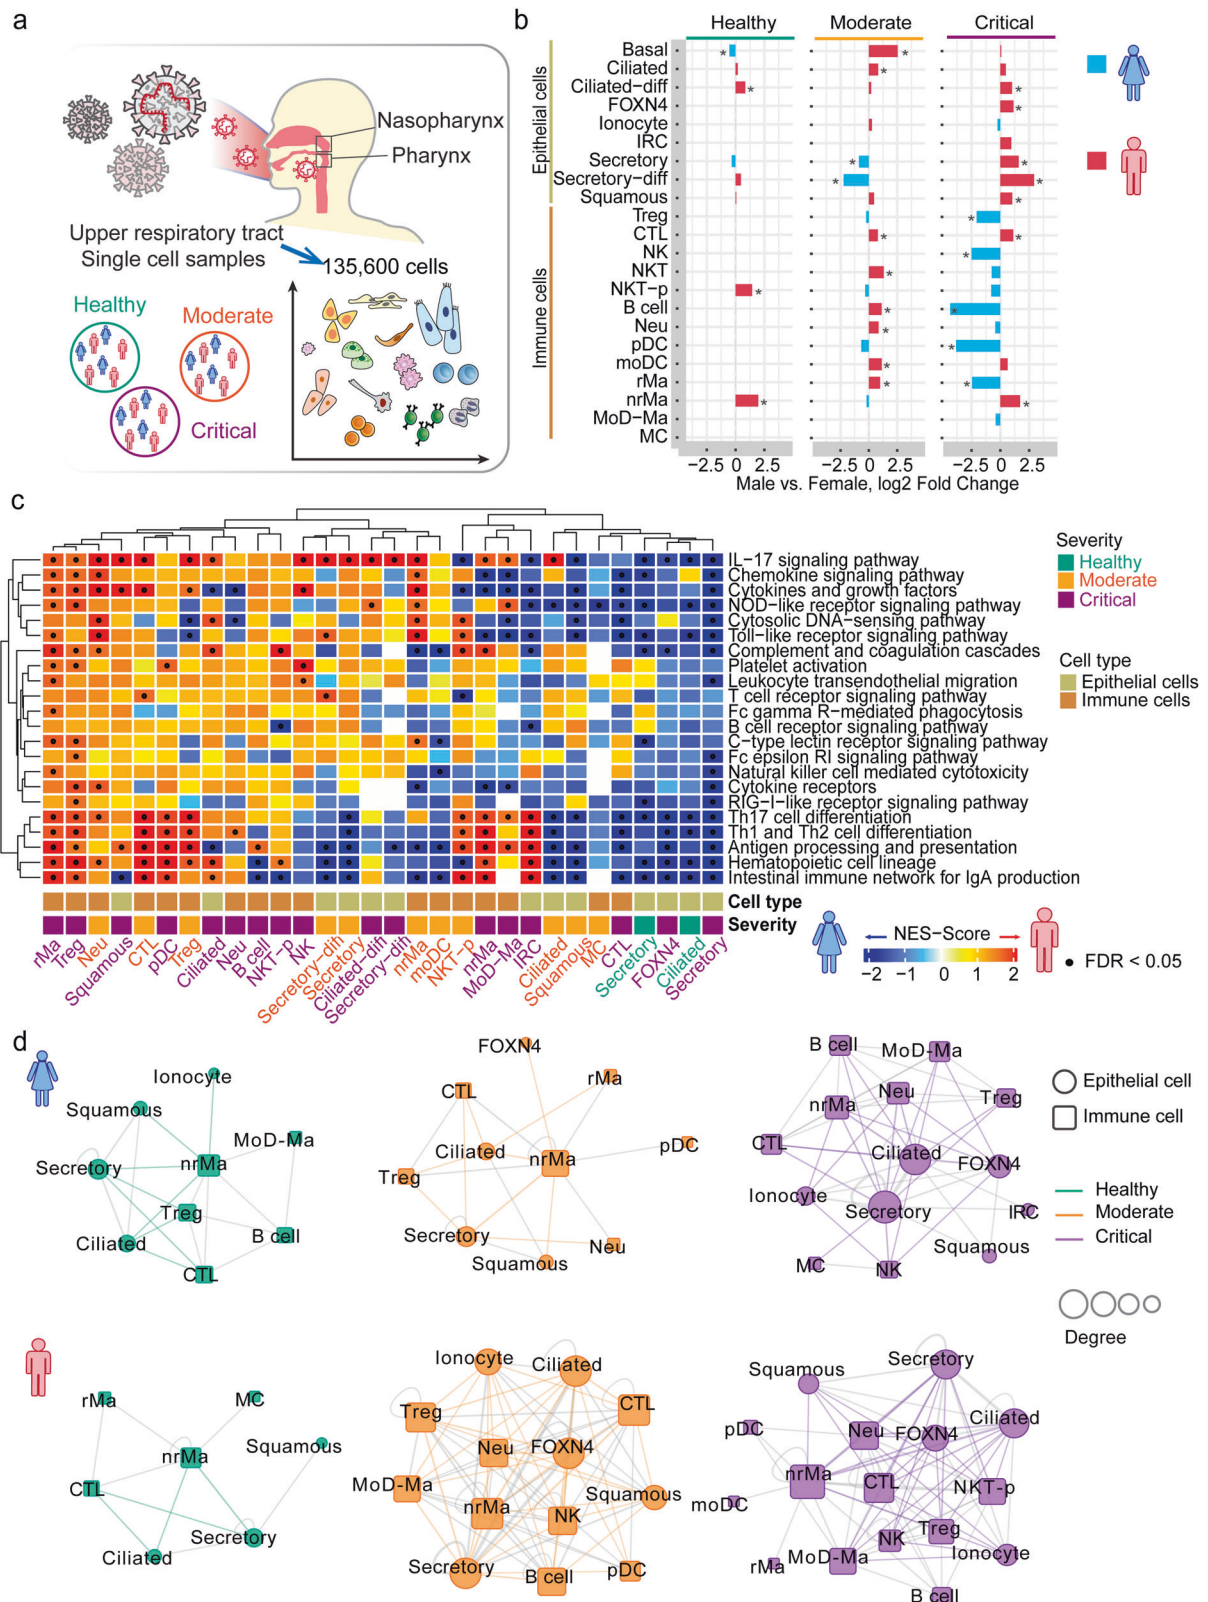 a
Nasopharynx
Pharynx
Upper respiratory tract
Single cell samples
135,600 cells
Healthy
Moderate
Critical
b
Healthy
Moderate
Critical
Epithelial cells
Immune cells
Basal
Ciliated
Ciliated-diff
FOXN4
Ionocyte
IRC
Secretory
Secretory-diff
Squamous
Treg
CTL
NK
NKT
NKT-p
B cell
Neu
pDC
moDC
rMa
nrMa
MoD-Ma
MC
−2.5 0 2.5
−2.5 0 2.5
−2.5 0 2.5
Male vs. Female, log2 Fold Change
c
IL-17 signaling pathway
Chemokine signaling pathway
Cytokines and growth factors
NOD-like receptor signaling pathway
Cytosolic DNA-sensing pathway
Toll-like receptor signaling pathway
Complement and coagulation cascades
Platelet activation
Leukocyte transendothelial migration
T cell receptor signaling pathway
Fc gamma R-mediated phagocytosis
B cell receptor signaling pathway
C-type lectin receptor signaling pathway
Fc epsilon RI signaling pathway
Natural killer cell mediated cytotoxicity
Cytokine receptors
RIG-I-like receptor signaling pathway
Th17 cell differentiation
Th1 and Th2 cell differentiation
Antigen processing and presentation
Hematopoietic cell lineage
Intestinal immune network for IgA production
Cell type
Severity
Severity
Healthy
Moderate
Critical
Cell type
Epithelial cells
Immune cells
rMa
Treg
Neu
Squamous
CTL
pDC
Treg
Ciliated
Neu
B cell
NKT-p
NK
Secretory-dih
Secretory
Ciliated-diff
Secretory-dih
nrMa
moDC
NKT-p
nrMa
MoD-Ma
IRC
Ciliated
Squamous
MC
CTL
Secretory
FOXN4
Ciliated
Secretory
NES-Score
−2 −1 0 1 2
FDR < 0.05
d
Ionocyte
Squamous
MoD-Ma
Secretory
nrMa
Treg
Ciliated
B cell
CTL
FOXN4
CTL
rMa
Ciliated
nrMa
pDC
Treg
Secretory
Squamous
Neu
B cell
MoD-Ma
Neu
nrMa
Treg
CTL
Ciliated
FOXN4
Ionocyte
Secretory
IRC
Squamous
MC
NK
Epithelial cell
Immune cell
Healthy
Moderate
Critical
Degree
rMa
MC
nrMa
Squamous
CTL
Secretory
Ciliated
Ionocyte
Ciliated
Treg
CTL
Neu
FOXN4
MoD-Ma
Squamous
nrMa
NK
Secretory
B cell
pDC
Secretory
Squamous
Ciliated
pDC
Neu
FOXN4
nrMa
CTL
NKT-p
moDC
NK
Treg
rMa
MoD-Ma
Ionocyte
B cell